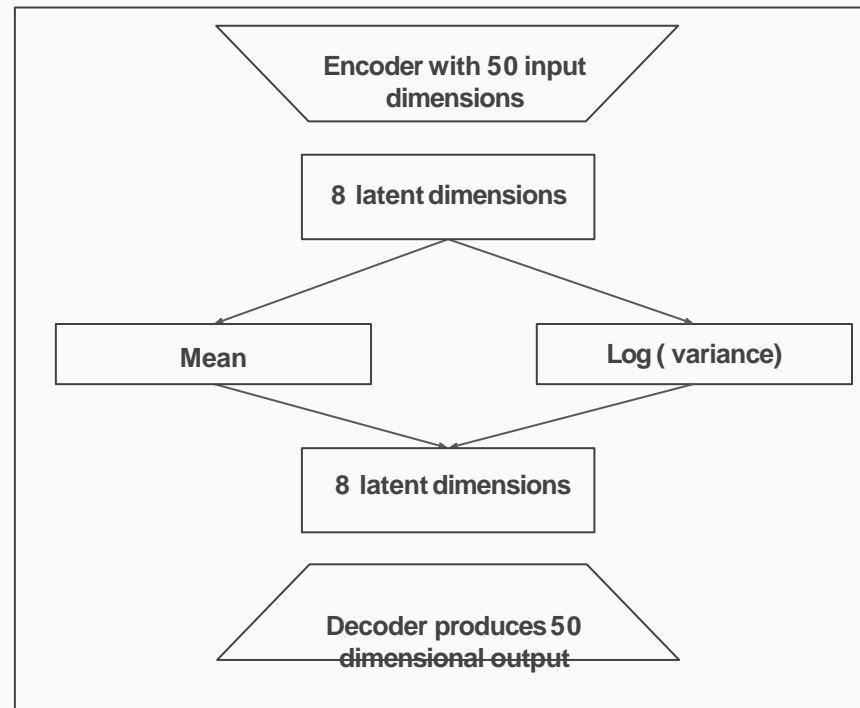 Encoder with 50 input
dimensions
8 latent dimensions
Mean
Log ( variance)
8 latent dimensions
Decoder produces 50
dimensional output